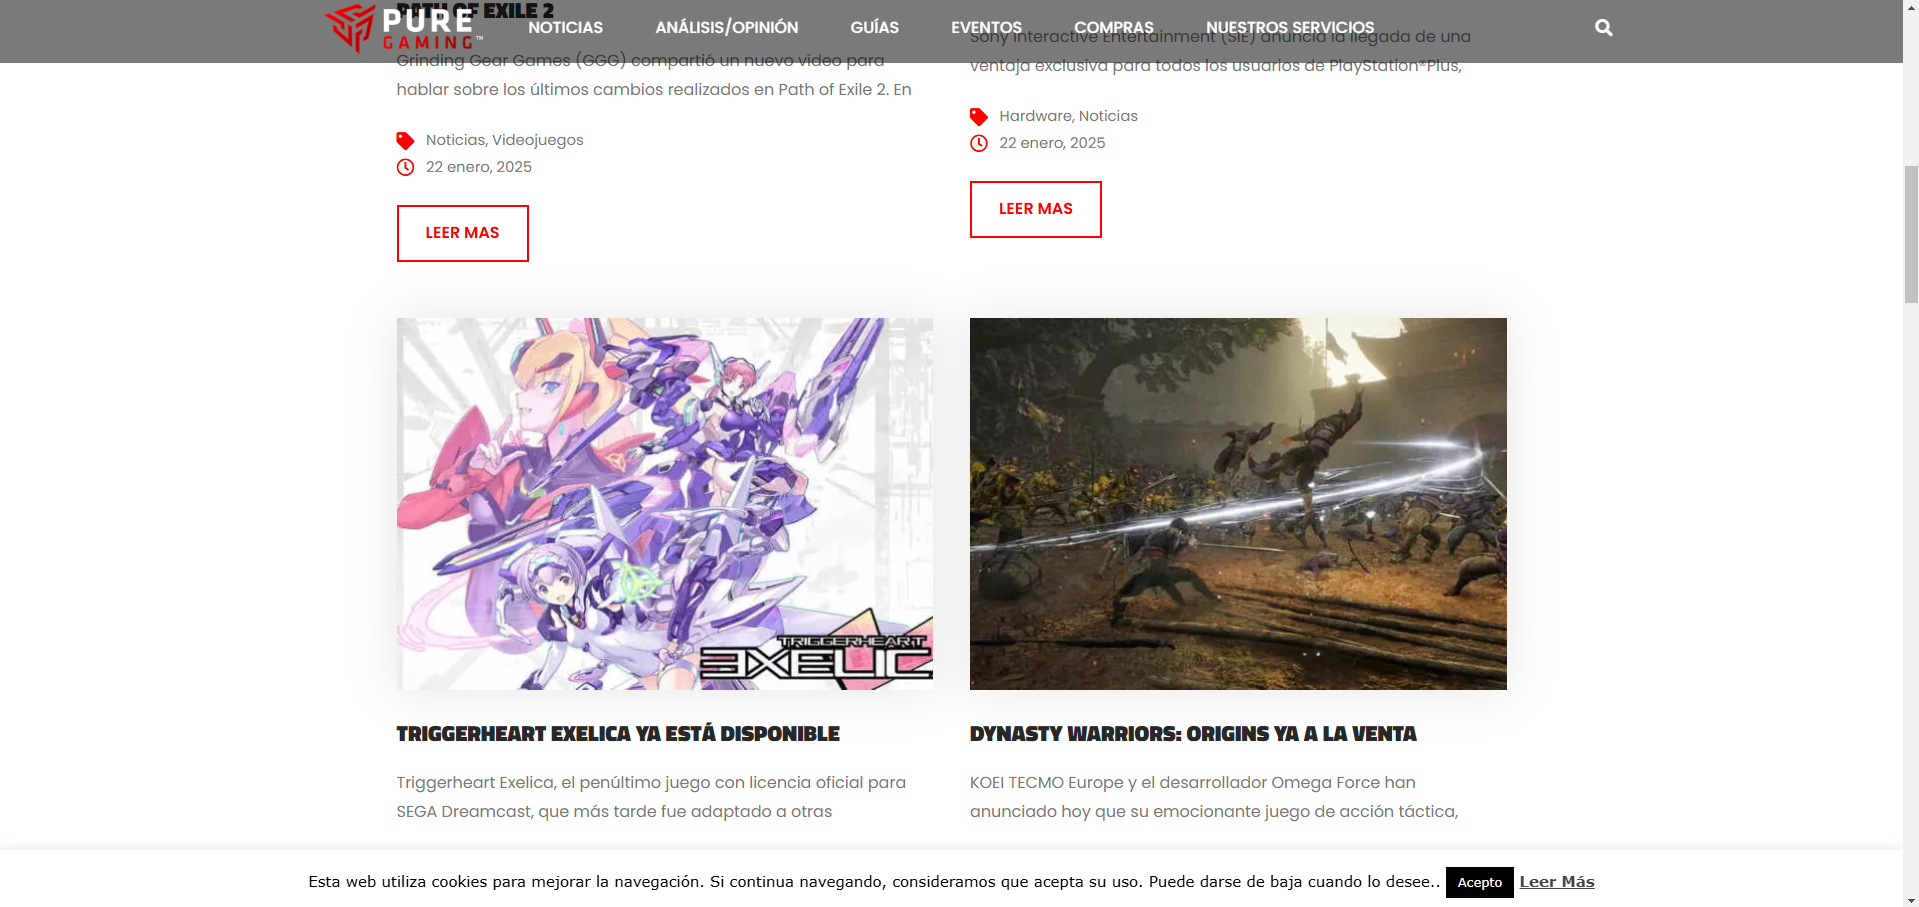 PATH OF EXILE 2
PURE
GAMING™
NOTICIAS
ANÁLISIS/OPINIÓN
GUÍAS
EVENTOS
COMPRAS
NUESTROS SERVICIOS
Grinding Gear Games (GGG) compartió un nuevo vídeo para
hablar sobre los últimos cambios realizados en Path of Exile 2. En
Noticias, Videojuegos
22 enero, 2025
LEER MAS
Sony Interactive Entertainment (SIE) anuncia la llegada de una
ventaja exclusiva para todos los usuarios de PlayStation®Plus,
Hardware, Noticias
22 enero, 2025
LEER MAS
TRIGGERHEART
EXELIC
TRIGGERHEART EXELICA YA ESTÁ DISPONIBLE
Triggerheart Exelica, el penúltimo juego con licencia oficial para
SEGA Dreamcast, que más tarde fue adaptado a otras
DYNASTY WARRIORS: ORIGINS YA A LA VENTA
KOEI TECMO Europe y el desarrollador Omega Force han
anunciado hoy que su emocionante juego de acción táctica,
Esta web utiliza cookies para mejorar la navegación. Si continua navegando, consideramos que acepta su uso. Puede darse de baja cuando lo desee.. Acepto Leer Más